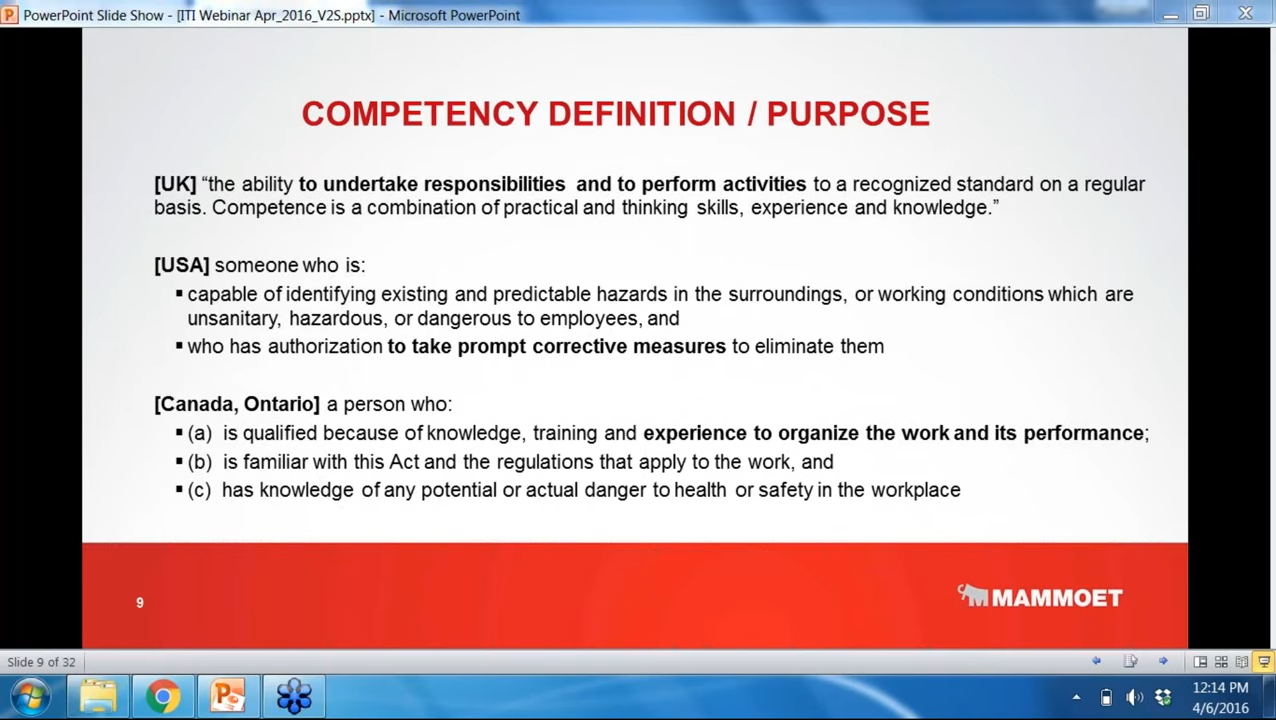 PowerPoint Slide Show - [ITI Webinar Apr_2016_V2S.pptx] - Microsoft PowerPoint
COMPETENCY DEFINITION / PURPOSE
[UK] “the ability to undertake responsibilities and to perform activities to a recognized standard on a regular
basis. Competence is a combination of practical and thinking skills, experience and knowledge.”
[USA] someone who is:
▪ capable of identifying existing and predictable hazards in the surroundings, or working conditions which are
unsanitary, hazardous, or dangerous to employees, and
▪ who has authorization to take prompt corrective measures to eliminate them
[Canada, Ontario] a person who:
▪ (a) is qualified because of knowledge, training and experience to organize the work and its performance;
▪ (b) is familiar with this Act and the regulations that apply to the work, and
▪ (c) has knowledge of any potential or actual danger to health or safety in the workplace
9
MAMMOET
Slide 9 of 32
12:14 PM
4/6/2016